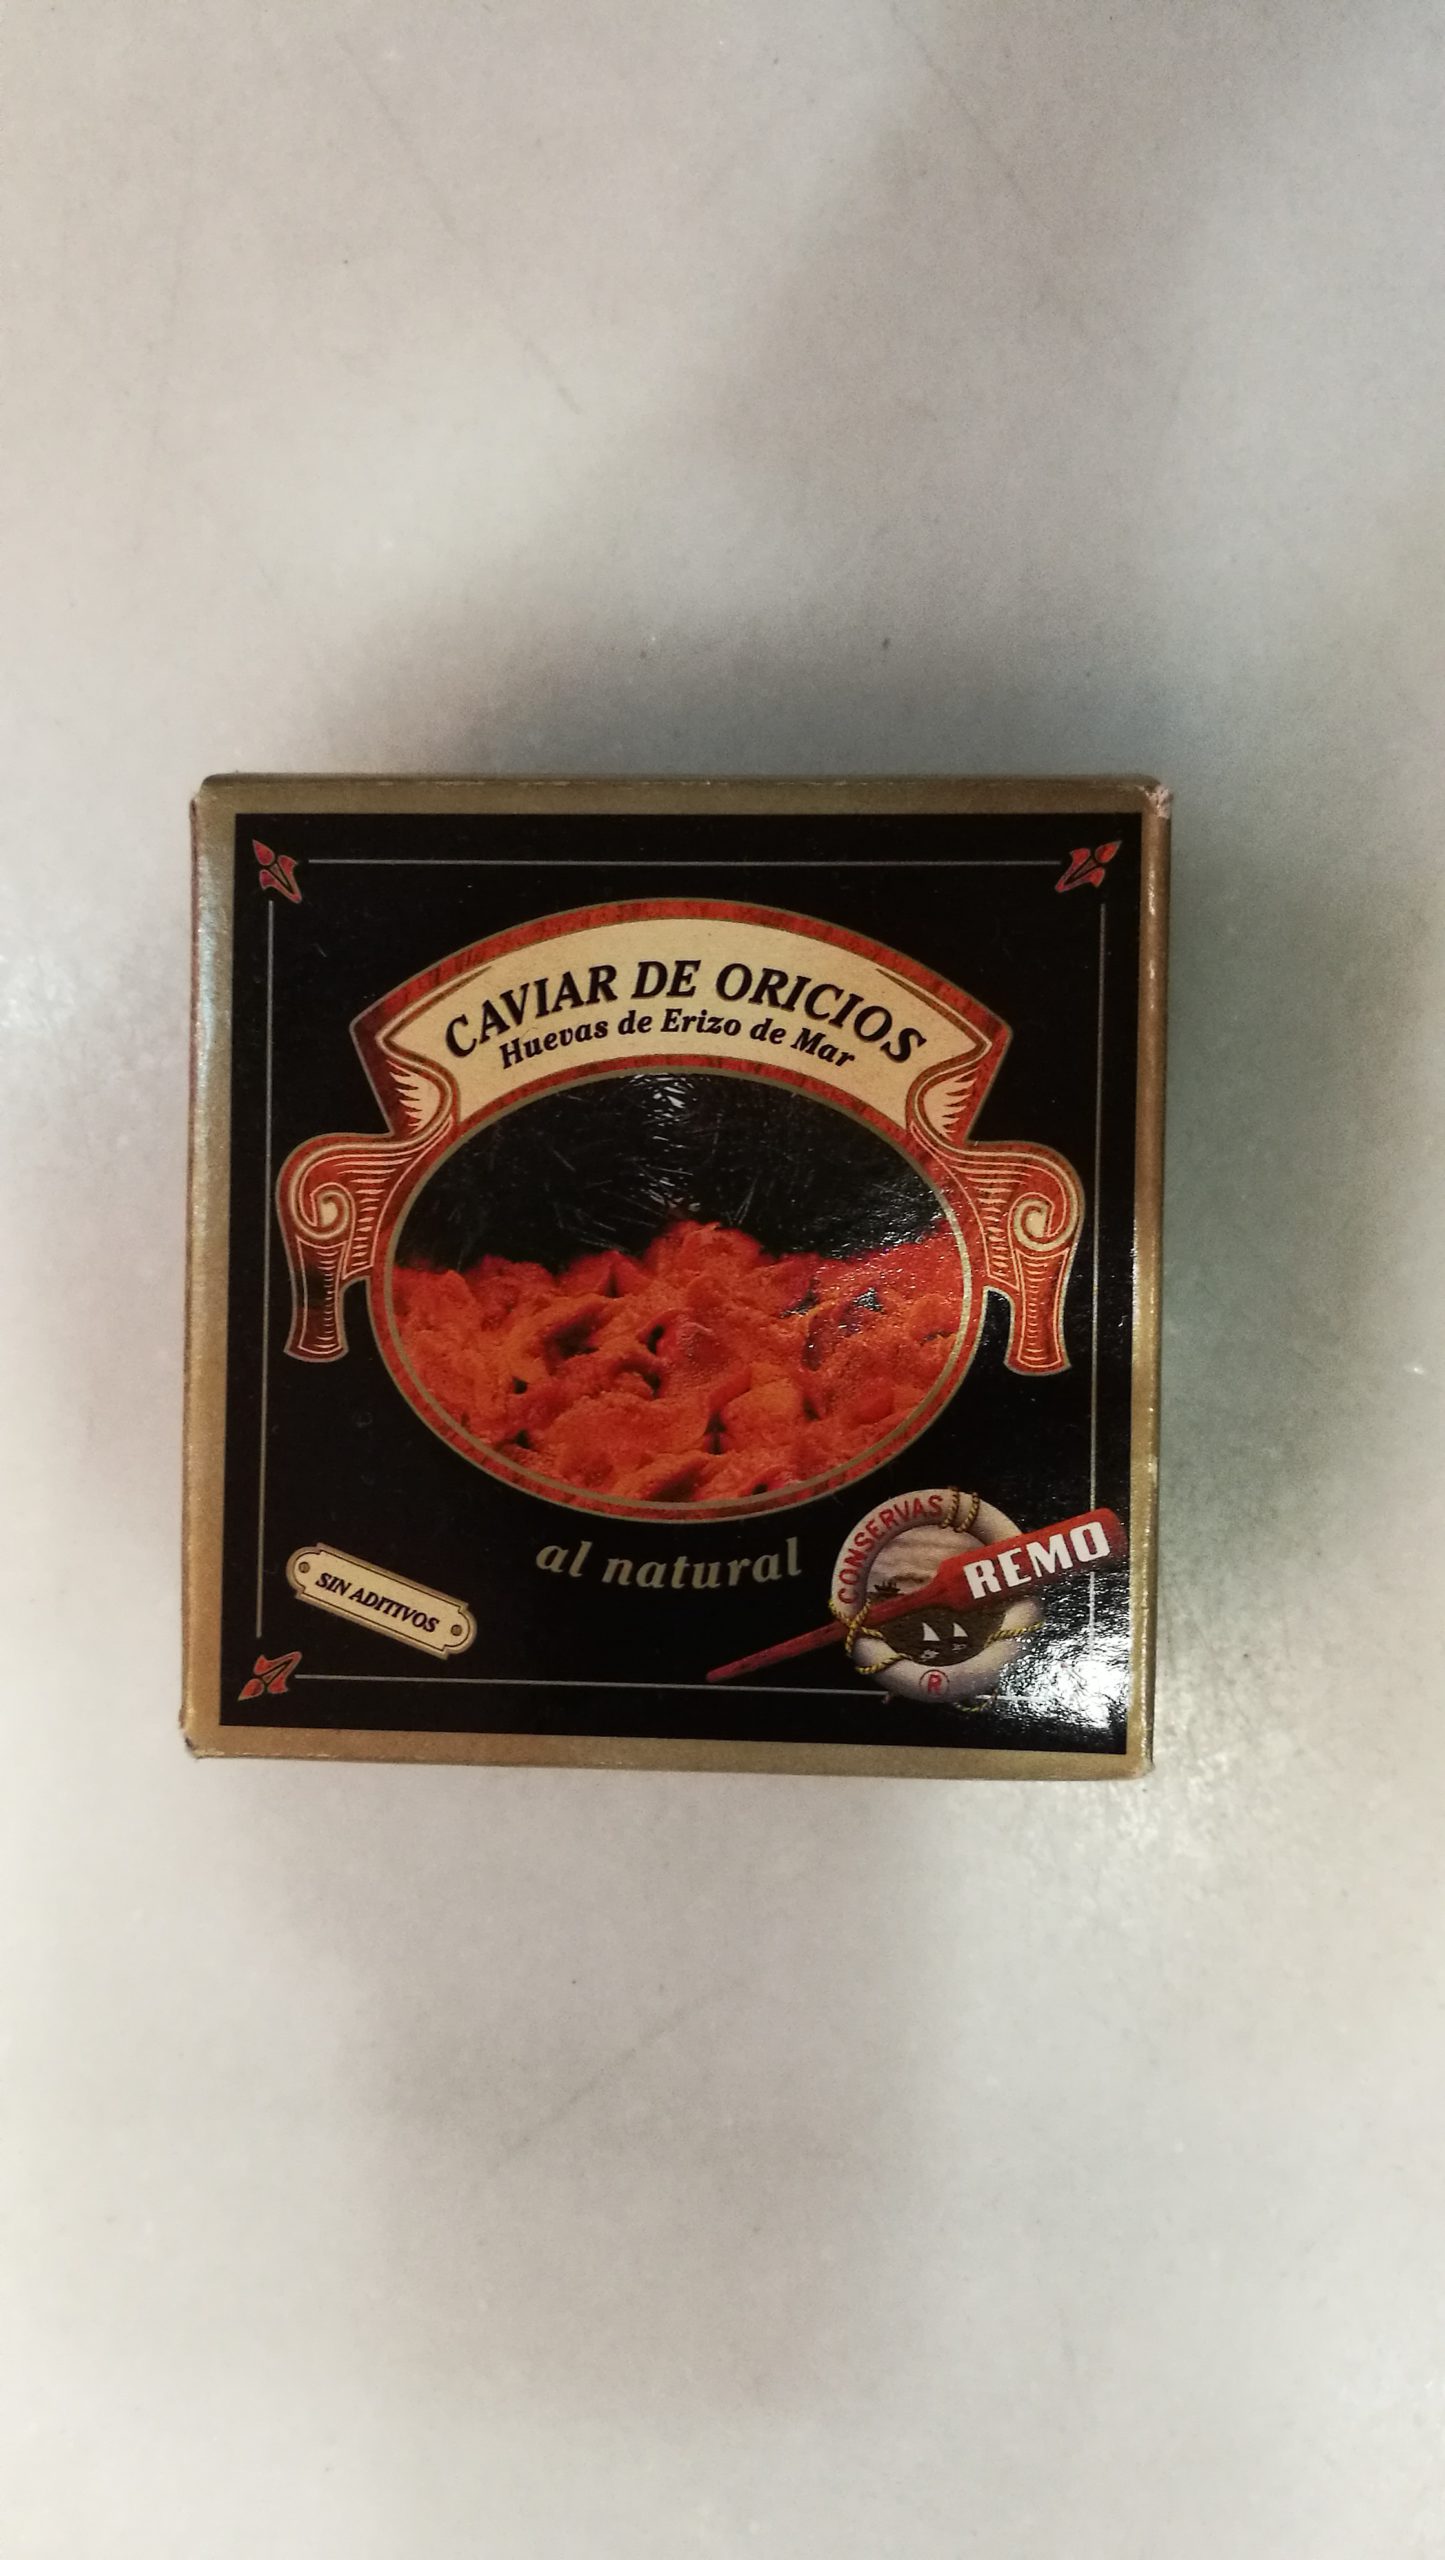 CAVIAR DE ORICIOS
Huevas de Erizo de Mar
al natural
SIN ADITIVOS
CONSERVAS
REMO
®